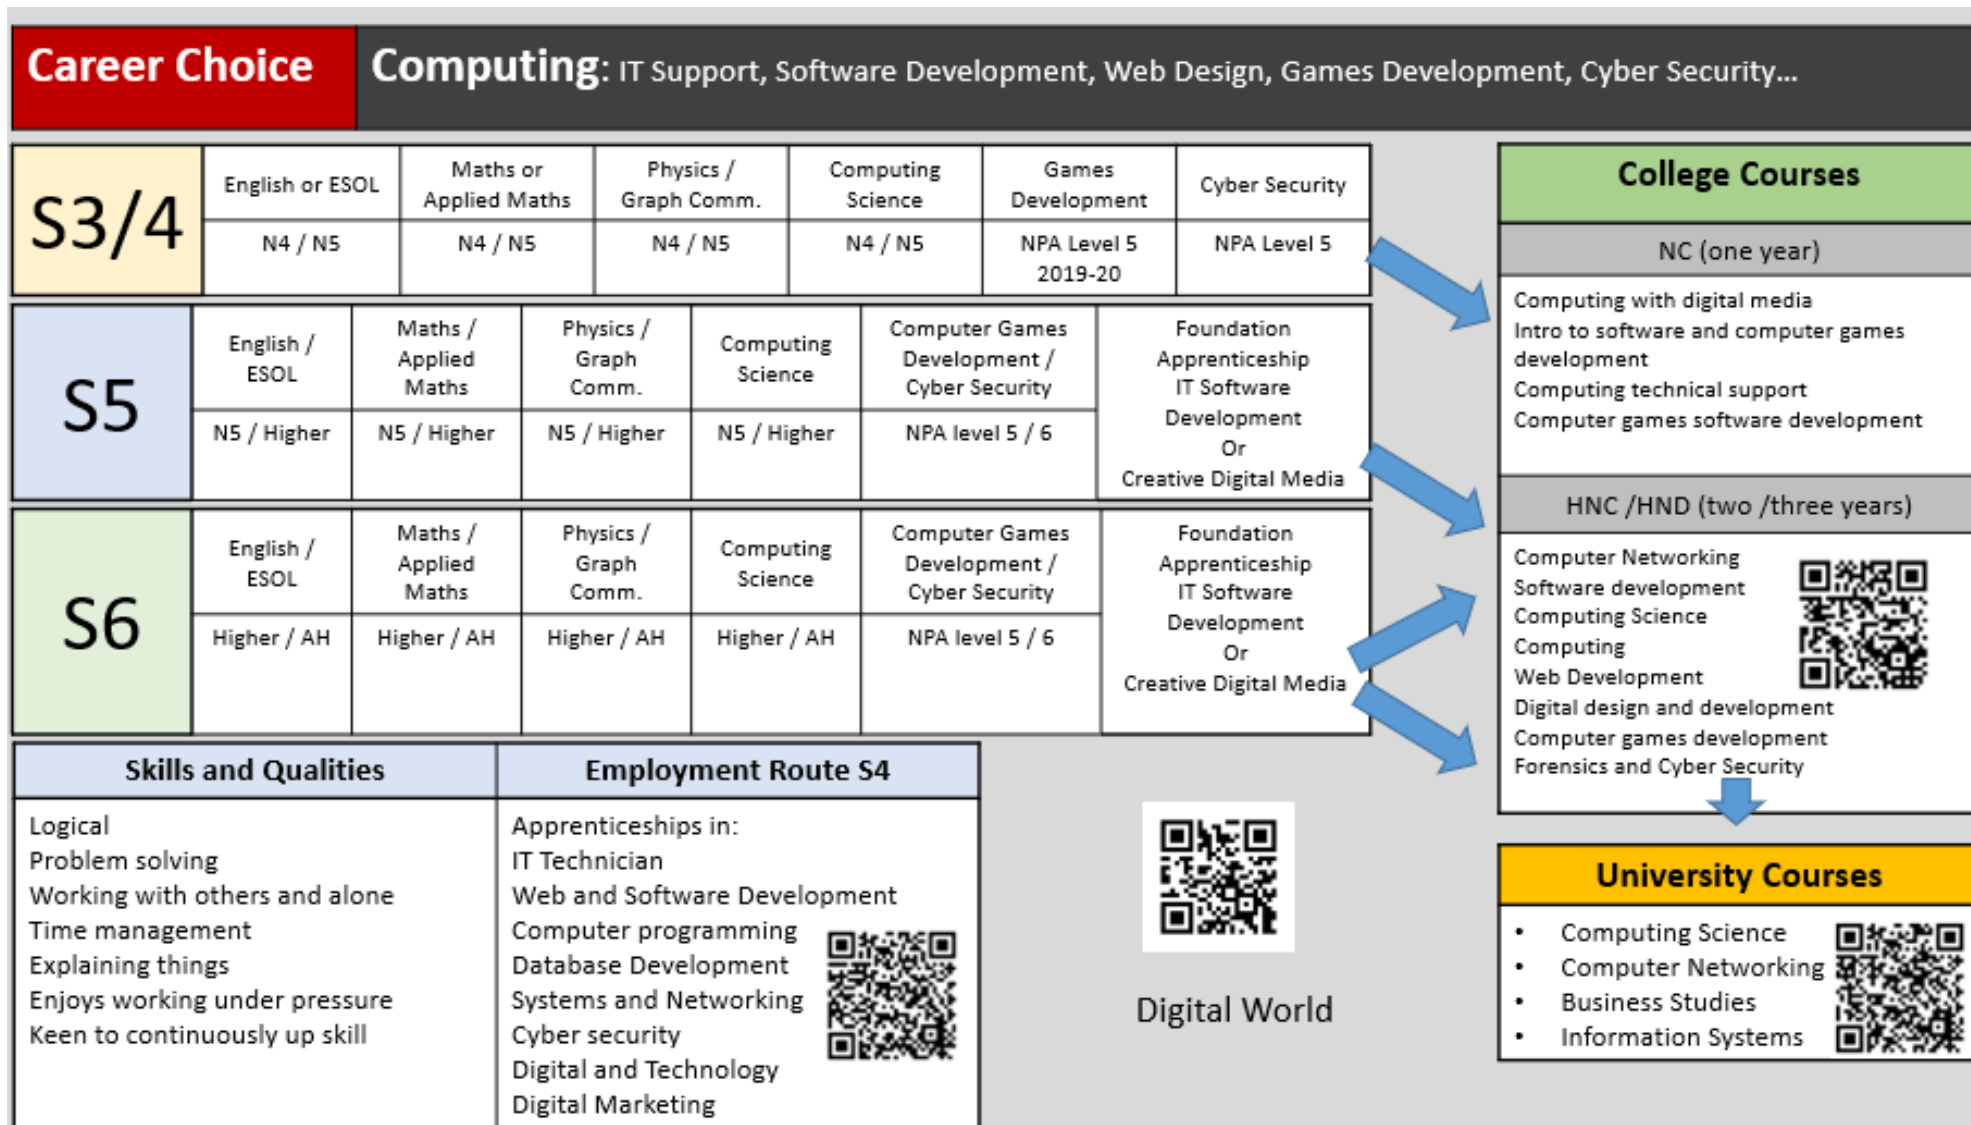 Career Choice
Computing: IT Support, Software Development, Web Design, Games Development, Cyber Security...
S3/4
English or ESOL
N4 / N5
Maths or
Applied Maths
N4 / N5
Physics /
Graph Comm.
N4 / N5
Computing
Science
N4 / N5
Games
Development
NPA Level 5
2019-20
Cyber Security
NPA Level 5
S5
English /
ESOL
N5 / Higher
Maths /
Applied
Maths
N5 / Higher
Physics /
Graph
Comm.
N5 / Higher
Computing
Science
N5 / Higher
Computer Games
Development /
Cyber Security
NPA level 5 / 6
Foundation
Apprenticeship
IT Software
Development
Or
Creative Digital Media
S6
English /
ESOL
Higher / AH
Maths /
Applied
Maths
Higher / AH
Physics /
Graph
Comm.
Higher / AH
Computing
Science
Higher / AH
Computer Games
Development /
Cyber Security
NPA level 5 / 6
Foundation
Apprenticeship
IT Software
Development
Or
Creative Digital Media
Skills and Qualities
Logical
Problem solving
Working with others and alone
Time management
Explaining things
Enjoys working under pressure
Keen to continuously up skill
Employment Route S4
Apprenticeships in:
IT Technician
Web and Software Development
Computer programming
Database Development
Systems and Networking
Cyber security
Digital and Technology
Digital Marketing
Digital World
College Courses
NC (one year)
Computing with digital media
Intro to software and computer games
development
Computing technical support
Computer games software development
HNC /HND (two /three years)
Computer Networking
Software development
Computing Science
Computing
Web Development
Digital design and development
Computer games development
Forensics and Cyber Security
University Courses
• Computing Science
• Computer Networking
• Business Studies
• Information Systems